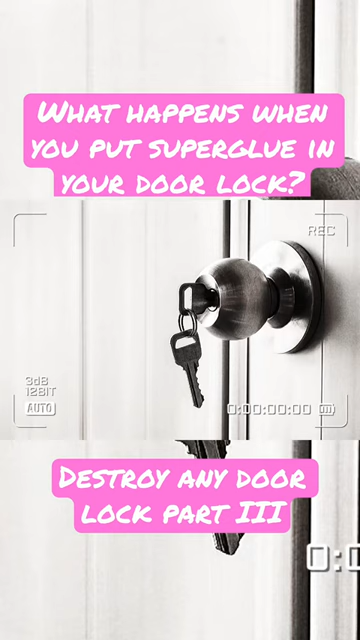 What happens when
you put superglue in
your door lock?
REC
3dB
12BIT
AUTO
0:00:00:00
Destroy any door
lock part III
0:0